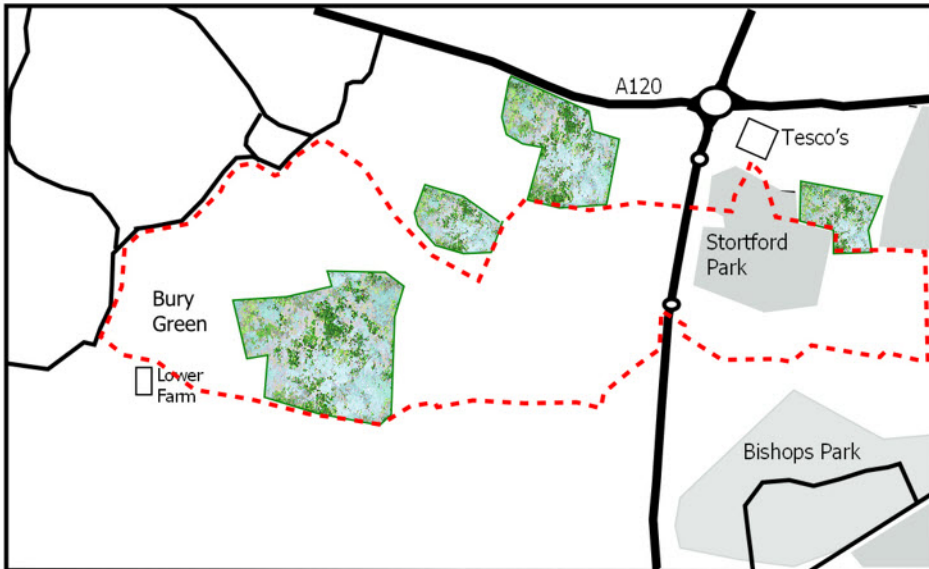 A120
Tesco's
Stortford
Park
Bury
Green
Lower
Farm
Bishops Park